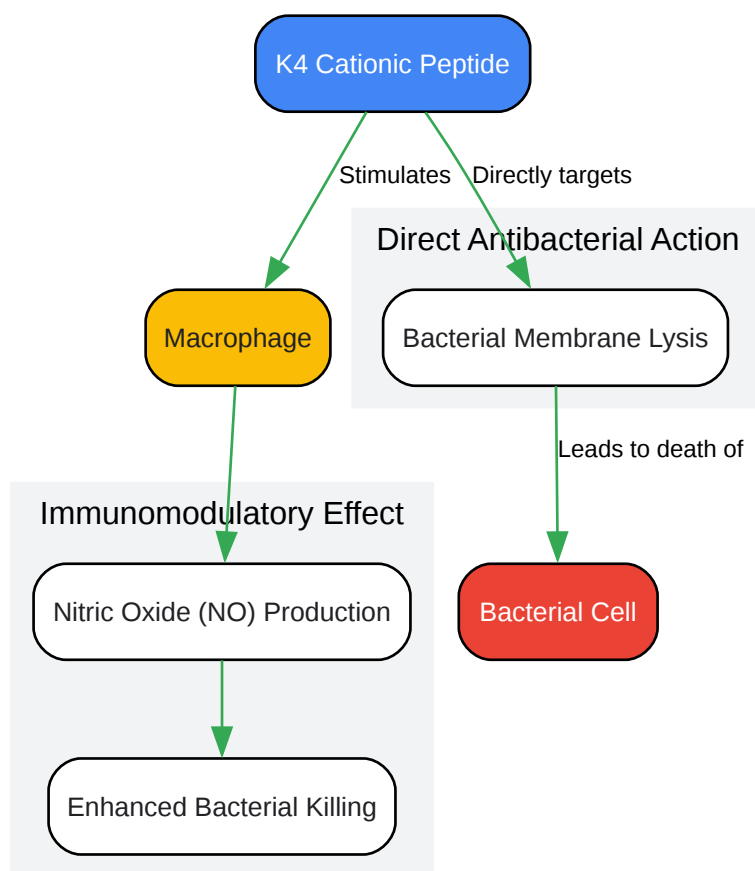 K4 Cationic Peptide
Stimulates
Directly targets
Direct Antibacterial Action
Macrophage
Bacterial Membrane Lysis
Leads to death of
Immunomodulatory Effect
Nitric Oxide (NO) Production
Bacterial Cell
Enhanced Bacterial Killing